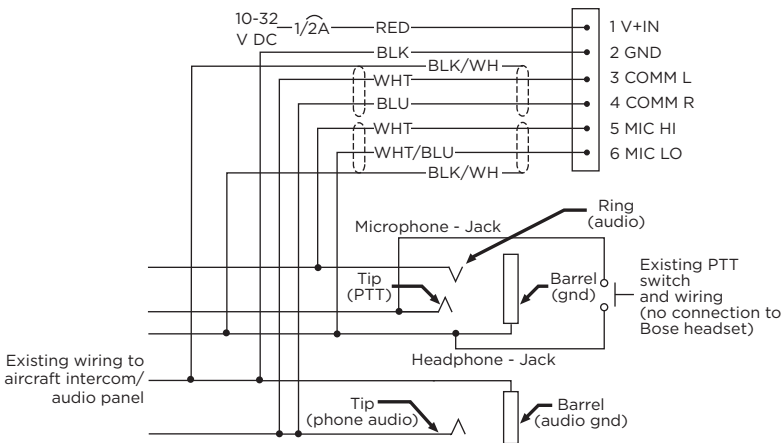 10-32
V DC
1/2A
RED
1 V+IN
BLK
2 GND
BLK/WH
WHT
3 COMM L
BLU
4 COMM R
WHT
5 MIC HI
WHT/BLU
6 MIC LO
BLK/WH
Ring
(audio)
Microphone - Jack
Tip
(PTT)
Barrel
(gnd)
Existing PTT
switch
and wiring
(no connection to
Bose headset)
Headphone - Jack
Existing wiring to
aircraft intercom/
audio panel
Tip
(phone audio)
Barrel
(audio gnd)